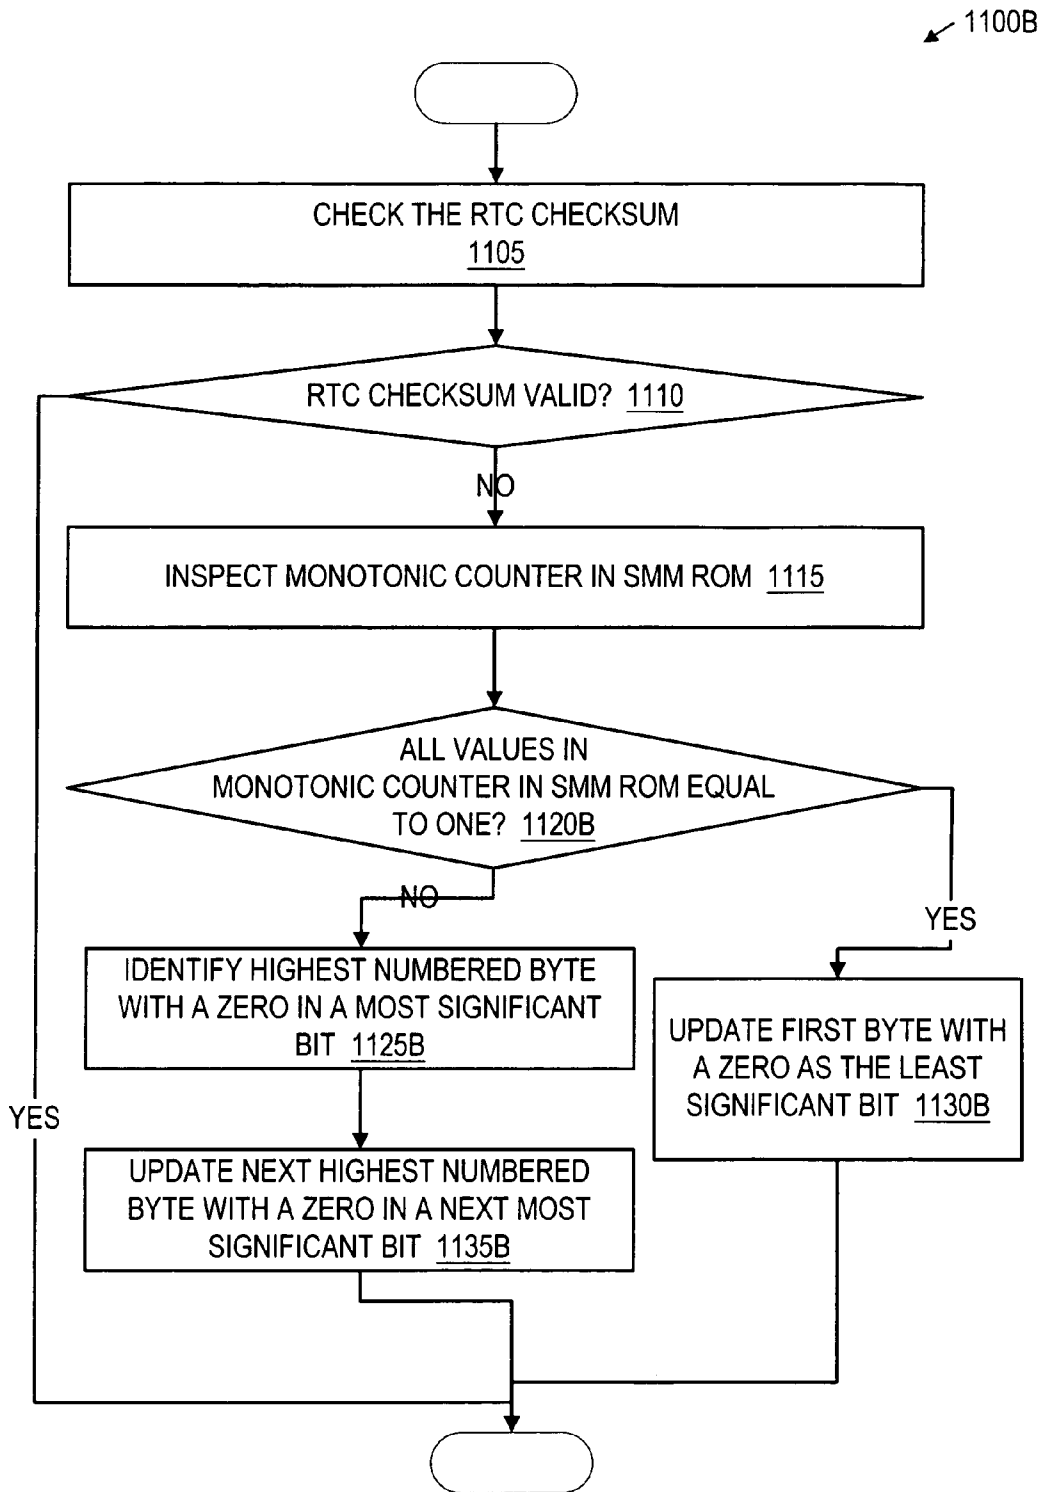 1100B
CHECK THE RTC CHECKSUM
1105
RTC CHECKSUM VALID? 1110
NO
INSPECT MONOTONIC COUNTER IN SMM ROM 1115
ALL VALUES IN
MONOTONIC COUNTER IN SMM ROM EQUAL
TO ONE? 1120B
NO
YES
IDENTIFY HIGHEST NUMBERED BYTE
WITH A ZERO IN A MOST SIGNIFICANT
BIT 1125B
UPDATE FIRST BYTE WITH
A ZERO AS THE LEAST
SIGNIFICANT BIT 1130B
YES
UPDATE NEXT HIGHEST NUMBERED
BYTE WITH A ZERO IN A NEXT MOST
SIGNIFICANT BIT 1135B